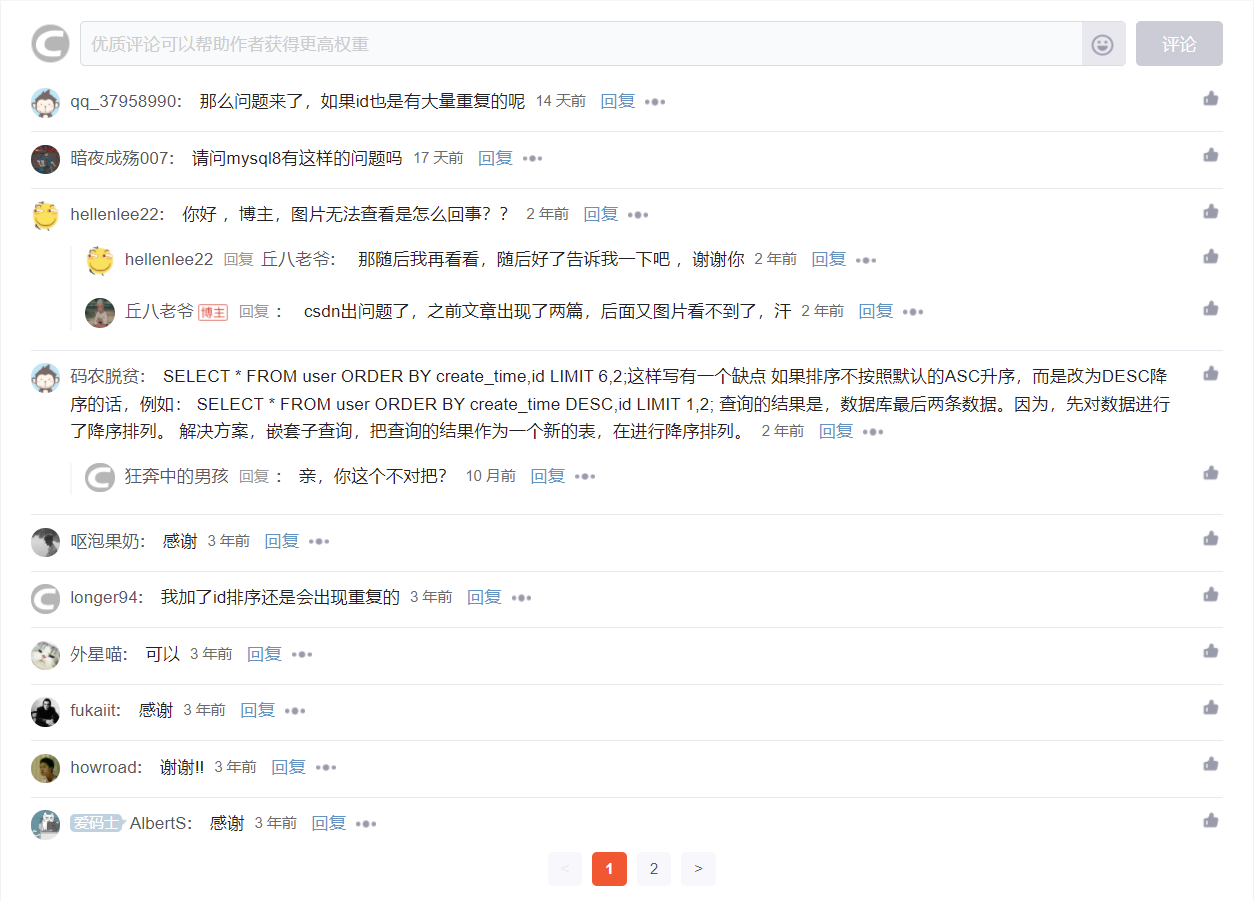 优质评论可以帮助作者获得更高权重 评论
qq_37958990： 那么问题来了，如果id也是有大量重复的呢 14 天前 回复
暗夜成殇007： 请问mysql8有这样的问题吗 17 天前 回复
hellenlee22： 你好 ，博主，图片无法查看是怎么回事？？ 2 年前 回复
hellenlee22 回复 丘八老爷： 那随后我再看看，随后好了告诉我一下吧 ，谢谢你 2 年前 回复
丘八老爷 博主 回复 ： csdn出问题了，之前文章出现了两篇，后面又图片看不到了，汗 2 年前 回复
码农脱贫： SELECT * FROM user ORDER BY create_time,id LIMIT 6,2;这样写有一个缺点 如果排序不按照默认的ASC升序，而是改为DESC降
序的话，例如： SELECT * FROM user ORDER BY create_time DESC,id LIMIT 1,2; 查询的结果是，数据库最后两条数据。因为，先对数据进行
了降序排列。 解决方案，嵌套子查询，把查询的结果作为一个新的表，在进行降序排列。 2 年前 回复
狂奔中的男孩 回复 ： 亲，你这个不对把？ 10 月前 回复
呕泡果奶： 感谢 3 年前 回复
longer94： 我加了id排序还是会出现重复的 3 年前 回复
外星喵： 可以 3 年前 回复
fukaiit： 感谢 3 年前 回复
howroad： 谢谢!! 3 年前 回复
爱码士 AlbertS： 感谢 3 年前 回复
< 1 2 >